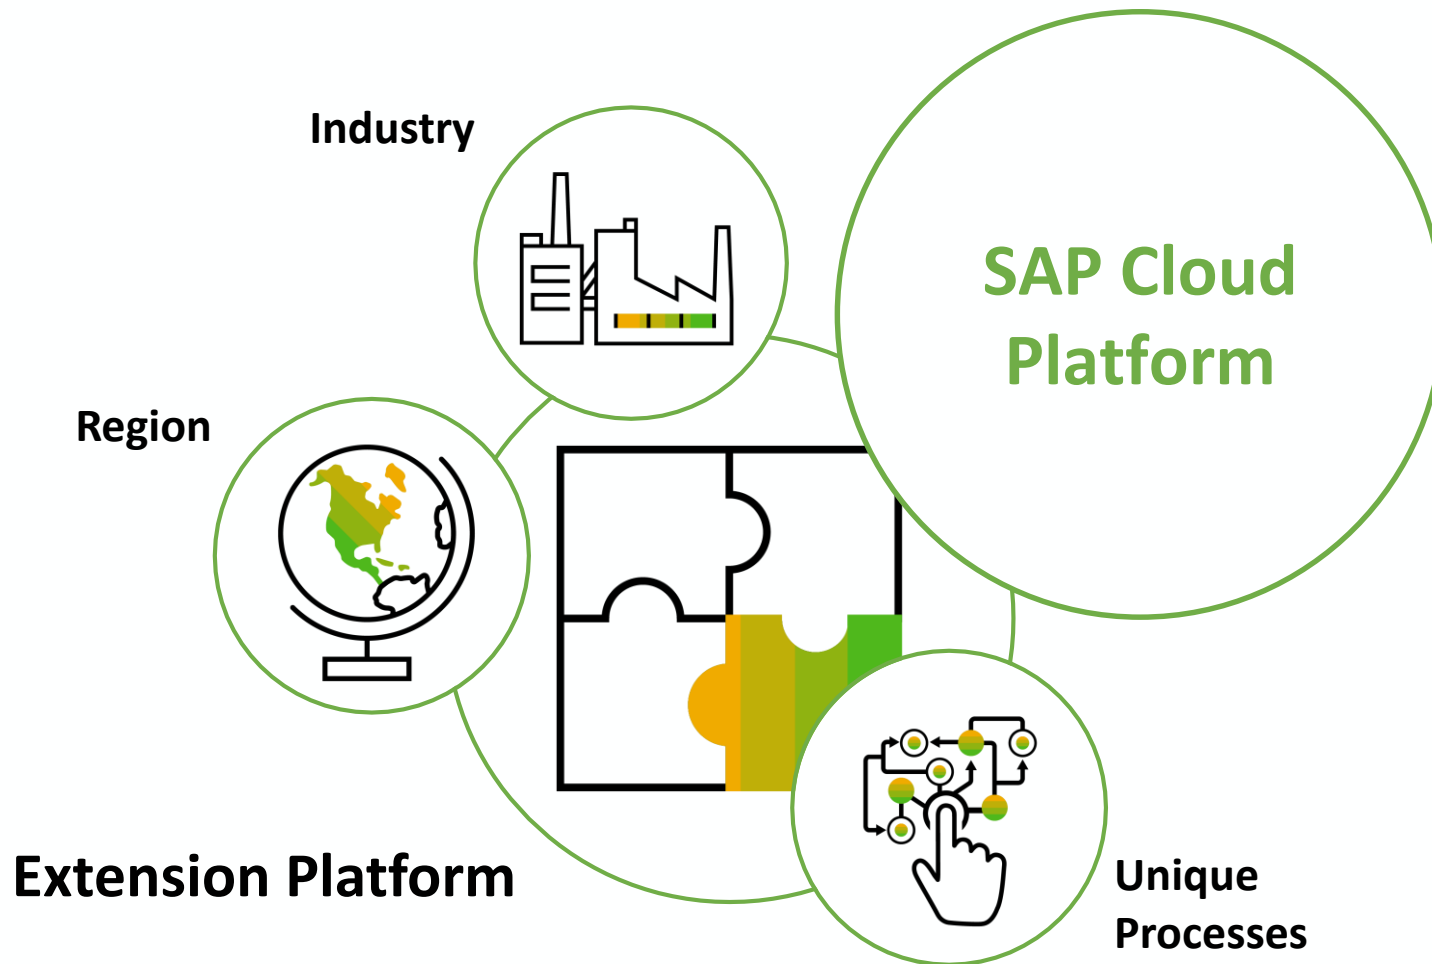 Industry
SAP Cloud
Platform
Region
Extension Platform
Unique
Processes